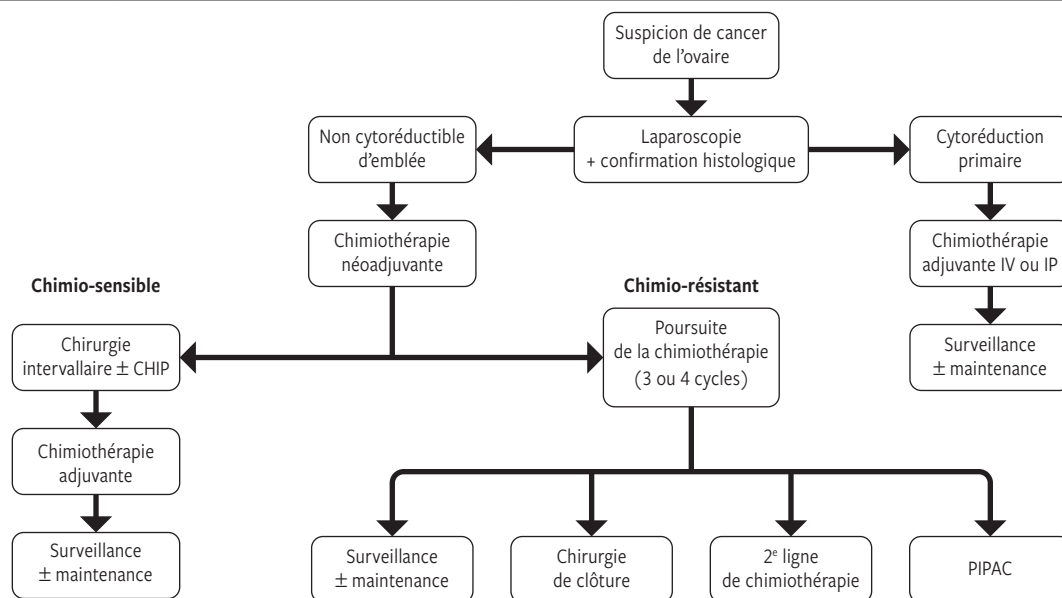 Suspicion de cancer
de l'ovaire
Non cytoréductible
d'emblée
Laparoscopie
+ confirmation histologique
Cytoréduction
primaire
Chimiothérapie
néoadjuvante
Chimiothérapie
adjuvante IV ou IP
Chimio-sensible
Chimio-résistant
Chirurgie
intervallaire ± CHIP
Poursuite
de la chimiothérapie
(3 ou 4 cycles)
Surveillance
± maintenance
Chimiothérapie
adjuvante
Surveillance
± maintenance
Surveillance
± maintenance
Chirurgie
de clôture
2e ligne
de chimiothérapie
PIPAC